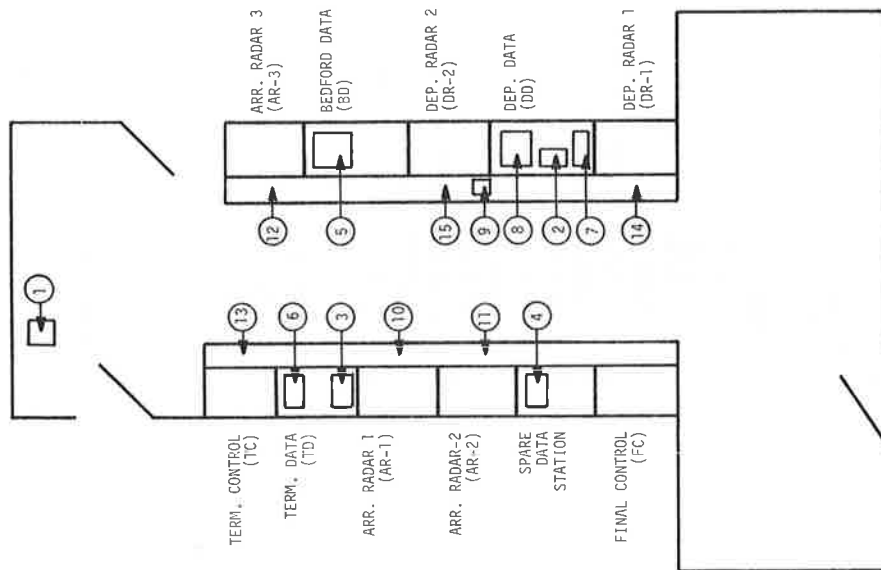 FINAL CONTROL
(FC)
SPARE
DATA
STATION
ARR. RADAR-2
(AR-2)
ARR. RADAR 1
(AR-1)
TERM. DATA
(TD)
TERM. CONTROL
(TC)
4
11
10
3
6
13
1
14
7
2
8
9
15
5
12
DEP. RADAR 1
(DR-1)
DEP. DATA
(DD)
DEP. RADAR 2
(DR-2)
BEDFORD DATA
(BD)
ARR. RADAR 3
(AR-3)